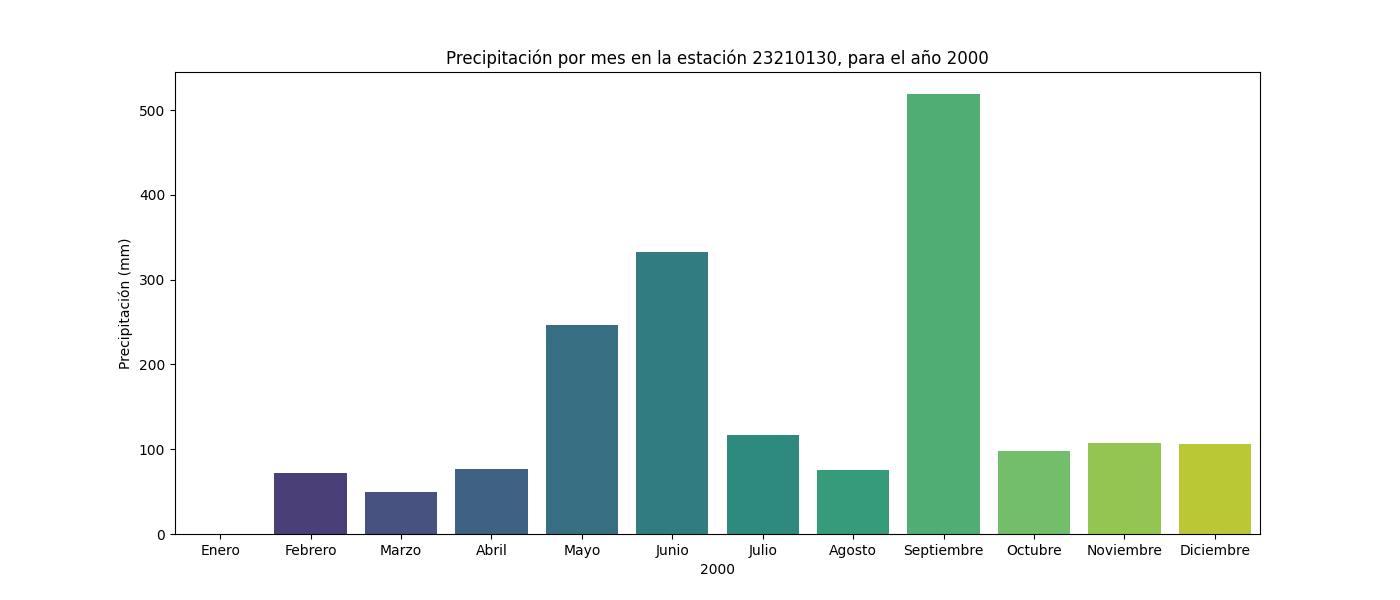 Precipitación por mes en la estación 23210130, para el año 2000
Precipitación (mm)
500
400
300
200
100
0
Enero Febrero Marzo Abril Mayo Junio Julio Agosto Septiembre Octubre Noviembre Diciembre
2000